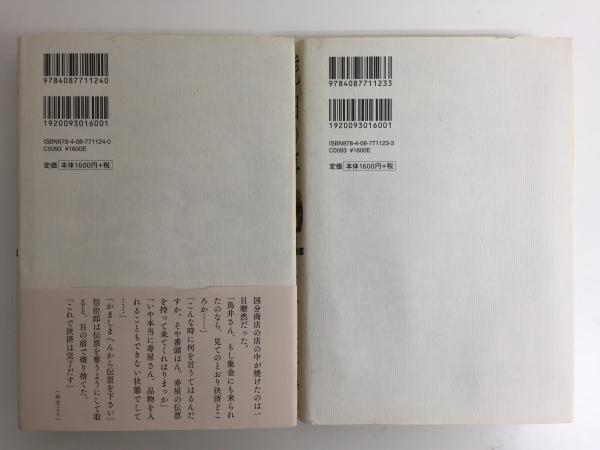 9784087711240
1920093016001
ISBN978-4-08-771124-0
C0093 ¥1600E
定価 本体1600円+税
国分商店の店の中が焼けたのは一
目瞭然だった。
「鳥井さん、もし集金にも来られ
たのなら、見てのとおり決済どこ
ろか……」
「こんな時に何を言うてはるんだ
すか。そや番頭はん、寿屋の伝票
を持って来てくれはりまっか」
「いや本当に寿屋さん、品物を入
れることもできない状態でして
……」
「かましまへんから伝票を下さい」
信治郎は伝票を奪うようにして取
ると、目の前で破り捨てた。
「これで決済は完了だす」
(本文より)
9784087711233
1920093016001
ISBN978-4-08-771123-3
C0093 ¥1600E
定価 本体1600円+税